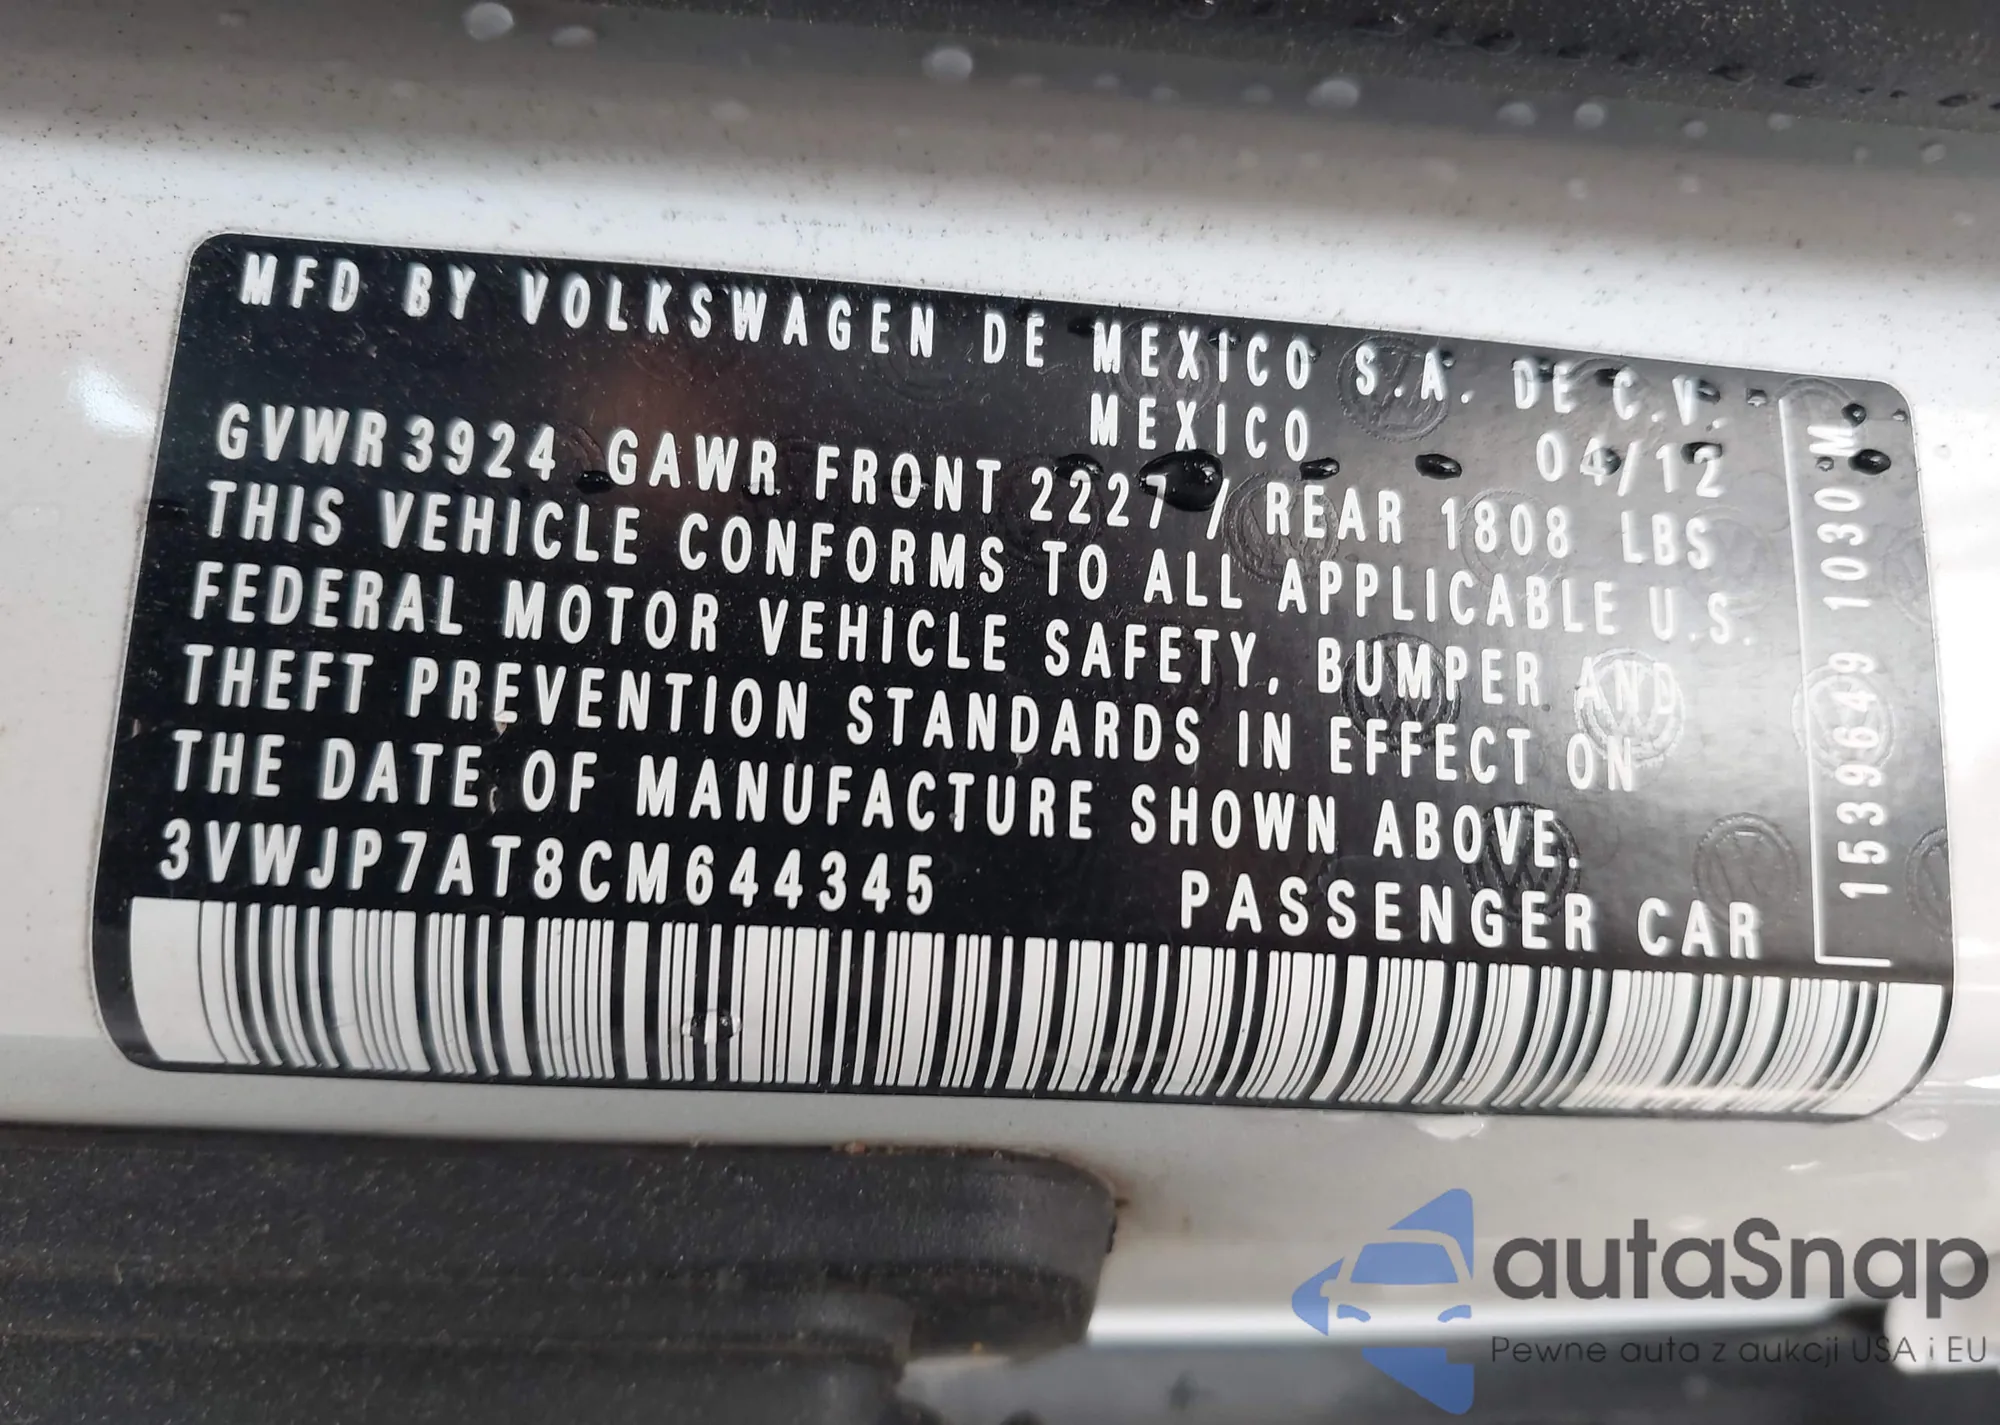 MFD BY VOLKSWAGEN DE MEXICO S.A. DE C.V.
MEXICO 04/12
GVWR 3924 GAWR FRONT 2227 / REAR 1808 LBS
THIS VEHICLE CONFORMS TO ALL APPLICABLE U.S.
FEDERAL MOTOR VEHICLE SAFETY, BUMPER AND
THEFT PREVENTION STANDARDS IN EFFECT ON
THE DATE OF MANUFACTURE SHOWN ABOVE.
3VWJP7AT8CM644345 PASSENGER CAR
1539649 1030 M
autaSnap
Pewne auta z aukcji USA i EU